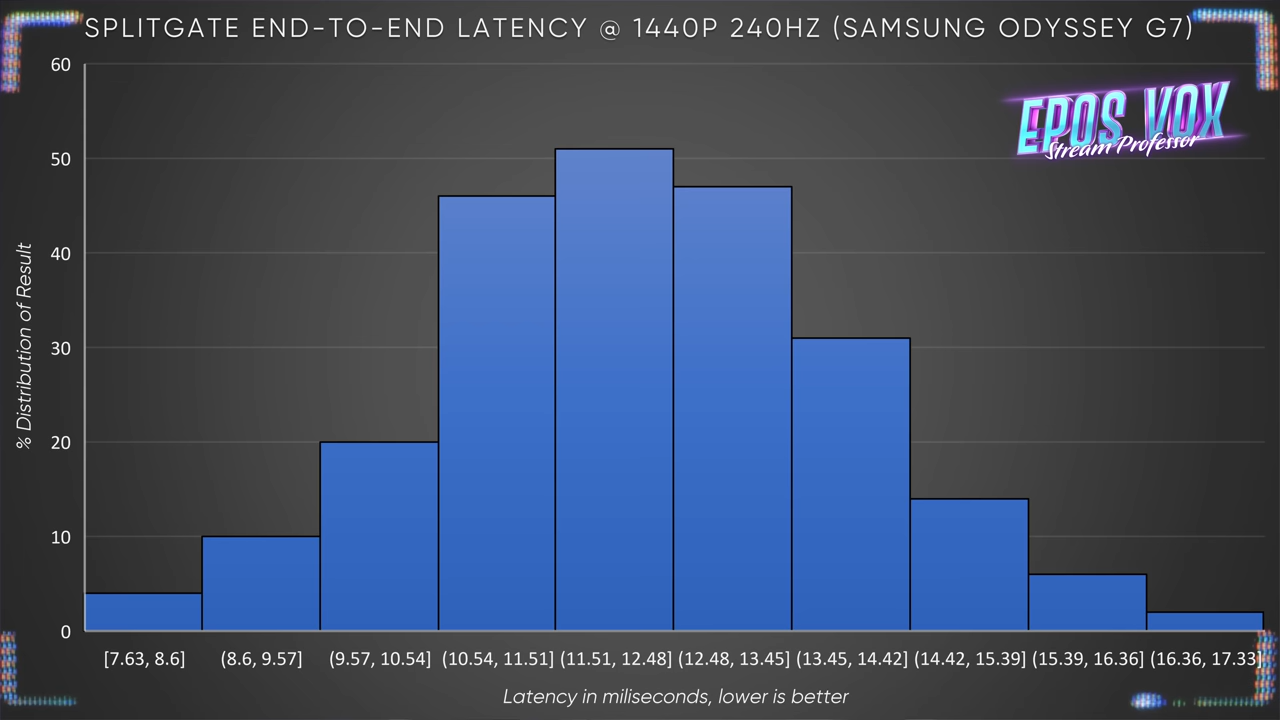 SPLITGATE END-TO-END LATENCY @ 1440P 240HZ (SAMSUNG ODYSSEY G7)
EPOS VOX
Stream Professor
% Distribution of Result
60
50
40
30
20
10
0
[7.63, 8.6] (8.6, 9.57] (9.57, 10.54] (10.54, 11.51] (11.51, 12.48] (12.48, 13.45] (13.45, 14.42] (14.42, 15.39] (15.39, 16.36] (16.36, 17.33]
Latency in miliseconds, lower is better